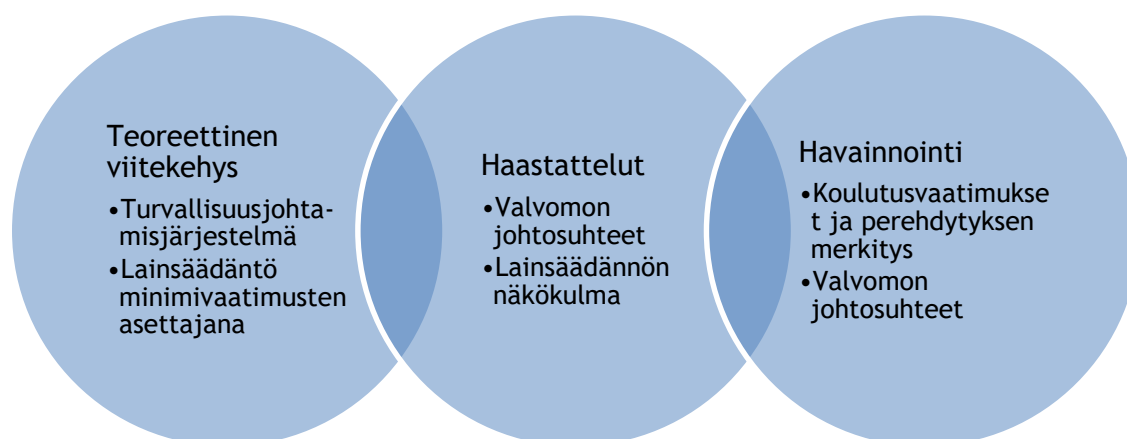 Teoreettinen
viitekehys
•Turvallisuusjohta-
misjärjestelmä
•Lainsäädäntö
minimivaatimusten
asettajana
Haastattelut
•Valvomon
johtosuhteet
•Lainsäädännön
näkökulma
Havainnointi
•Koulutusvaatimukse
t ja perehdytyksen
merkitys
•Valvomon
johtosuhteet